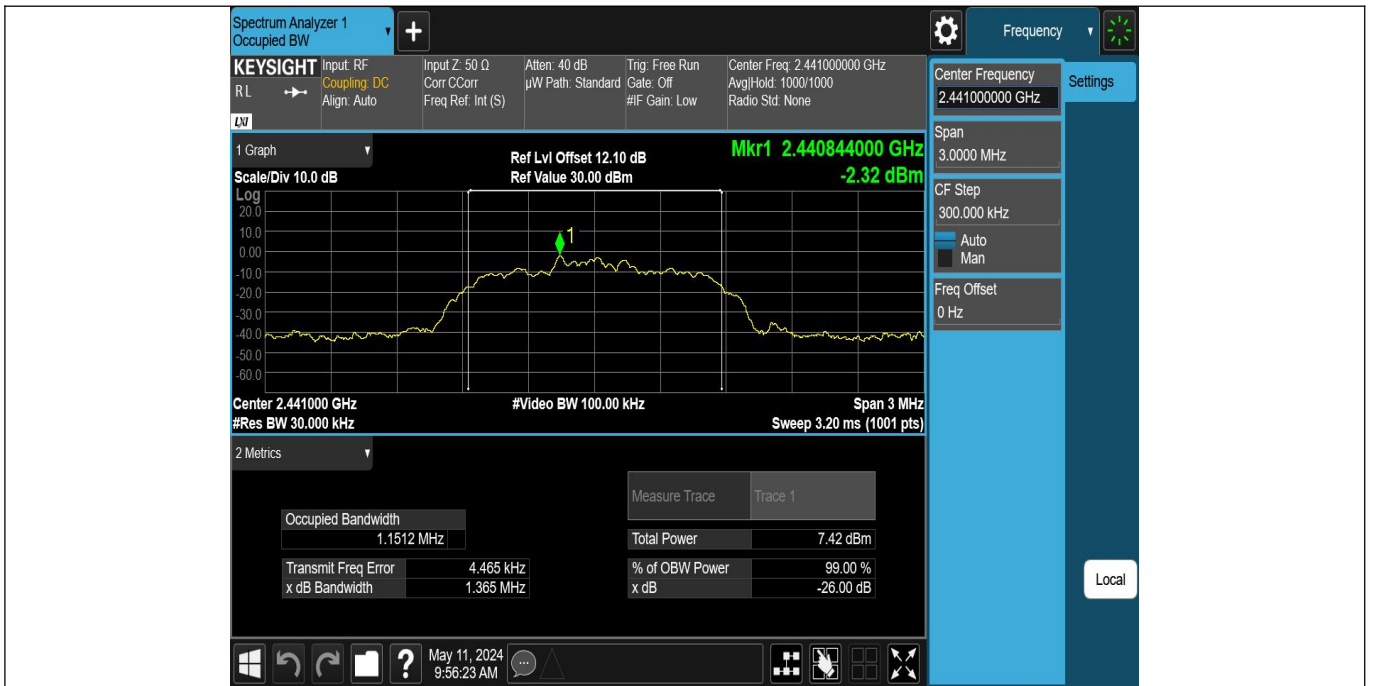 Spectrum Analyzer 1
Occupied BW
Frequency
KEYSIGHT
RL
LXI
Input: RF
Coupling: DC
Align: Auto
Input Z: 50 Ω
Corr CCorr
Freq Ref: Int (S)
Atten: 40 dB
µW Path: Standard
Trig: Free Run
Gate: Off
#IF Gain: Low
Center Freq: 2.441000000 GHz
Avg|Hold: 1000/1000
Radio Std: None
Center Frequency
2.441000000 GHz
Settings
Span
3.0000 MHz
CF Step
300.000 kHz
Auto
Man
Freq Offset
0 Hz
Local
1 Graph
Scale/Div 10.0 dB
Ref Lvl Offset 12.10 dB
Ref Value 30.00 dBm
Mkr1 2.440844000 GHz
-2.32 dBm
Log
20.0
10.0
0.00
-10.0
-20.0
-30.0
-40.0
-50.0
-60.0
1
Center 2.441000 GHz
#Res BW 30.000 kHz
#Video BW 100.00 kHz
Span 3 MHz
Sweep 3.20 ms (1001 pts)
2 Metrics
Measure Trace Trace 1
Occupied Bandwidth
1.1512 MHz
Total Power 7.42 dBm
Transmit Freq Error 4.465 kHz
% of OBW Power 99.00 %
x dB Bandwidth 1.365 MHz
x dB -26.00 dB
?
May 11, 2024
9:56:23 AM